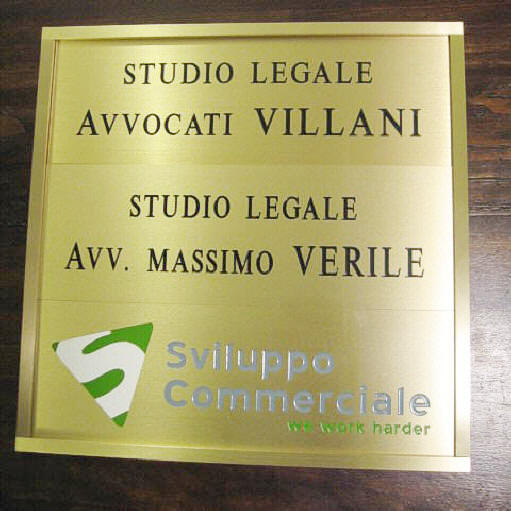 STUDIO LEGALE
AVVOCATI VILLANI
STUDIO LEGALE
AVV. MASSIMO VERILE
Sviluppo
Commerciale
we work harder